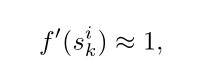 f′(s_k^i) ≈ 1,